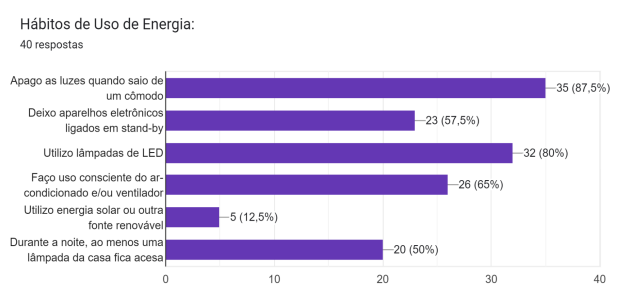 Hábitos de Uso de Energia:
40 respostas
Apago as luzes quando saio de
um cômodo
35 (87,5%)
Deixo aparelhos eletrônicos
ligados em stand-by
23 (57,5%)
Utilizo lâmpadas de LED
32 (80%)
Faço uso consciente do ar-
condicionado e/ou ventilador
26 (65%)
Utilizo energia solar ou outra
fonte renovável
5 (12,5%)
Durante a noite, ao menos uma
lâmpada da casa fica acesa
20 (50%)
0 10 20 30 40